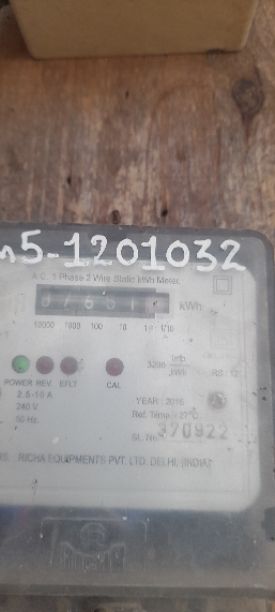 m5-1201032
A.C. 1 Phase 2 Wire Static kWh Meter
kWh
10000 1000 100 10 1 1/10
3200 imp/kWh
POWER REV. EFLT CAL
2.5-10 A
240 V
50 Hz.
YEARː 2016
Ref. Temp. 27°C
SL. No. 370922
RICHA EQUIPMENTS PVT. LTD. DELHI, (INDIA)